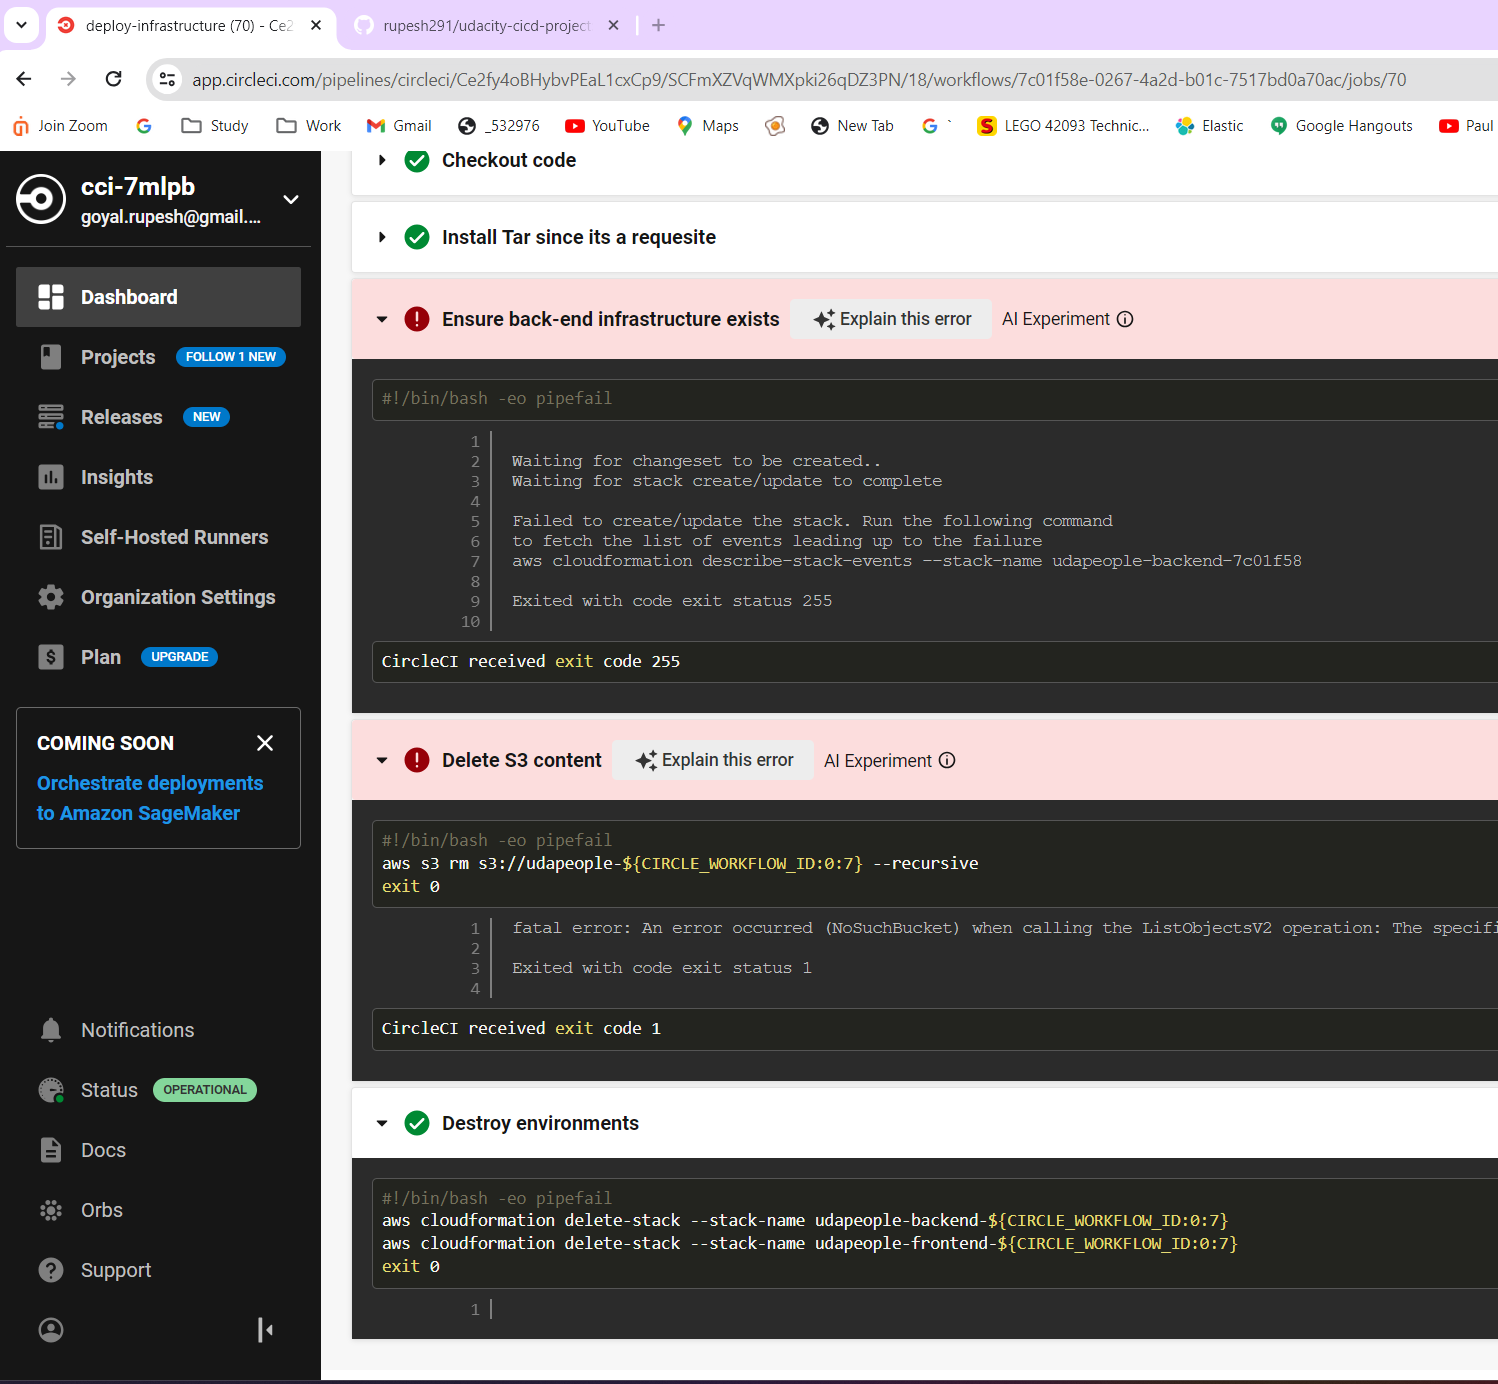 deploy-infrastructure (70) - Ce2
rupesh291/udacity-cicd-project
app.circleci.com/pipelines/circleci/Ce2fy4oBHybvPEaL1cxCp9/SCFmXZVqWMXpki26qDZ3PN/18/workflows/7c01f58e-0267-4a2d-b01c-7517bd0a70ac/jobs/70
Join Zoom
Study
Work
Gmail
_532976
YouTube
Maps
New Tab
`
LEGO 42093 Technic...
Elastic
Google Hangouts
Paul
cci-7mlpb
goyal.rupesh@gmail....
Dashboard
Projects FOLLOW 1 NEW
Releases NEW
Insights
Self-Hosted Runners
Organization Settings
Plan UPGRADE
COMING SOON
Orchestrate deployments
to Amazon SageMaker
Notifications
Status OPERATIONAL
Docs
Orbs
Support
Checkout code
Install Tar since its a requesite
Ensure back-end infrastructure exists Explain this error AI Experiment
#!/bin/bash -eo pipefail
1
2 Waiting for changeset to be created..
3 Waiting for stack create/update to complete
4
5 Failed to create/update the stack. Run the following command
6 to fetch the list of events leading up to the failure
7 aws cloudformation describe-stack-events --stack-name udapeople-backend-7c01f58
8
9 Exited with code exit status 255
10
CircleCI received exit code 255
Delete S3 content Explain this error AI Experiment
#!/bin/bash -eo pipefail
aws s3 rm s3://udapeople-${CIRCLE_WORKFLOW_ID:0:7} --recursive
exit 0
1 fatal error: An error occurred (NoSuchBucket) when calling the ListObjectsV2 operation: The specifi
2
3 Exited with code exit status 1
4
CircleCI received exit code 1
Destroy environments
#!/bin/bash -eo pipefail
aws cloudformation delete-stack --stack-name udapeople-backend-${CIRCLE_WORKFLOW_ID:0:7}
aws cloudformation delete-stack --stack-name udapeople-frontend-${CIRCLE_WORKFLOW_ID:0:7}
exit 0
1